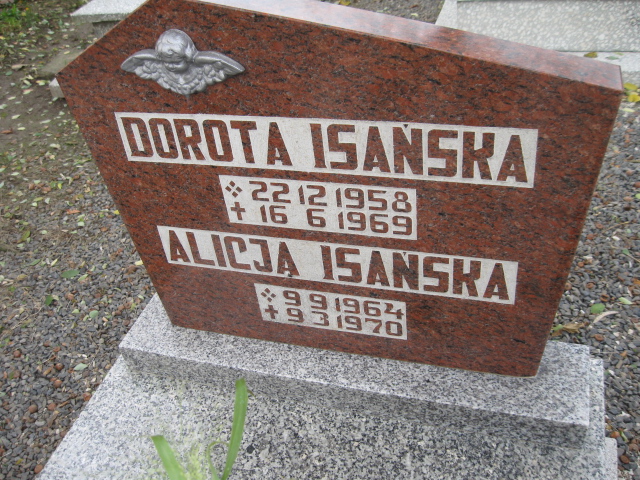 DOROTA ISAŃSKA
22 12 1958
16 6 1969
ALICJA ISAŃSKA
9 9 1964
9 3 1970